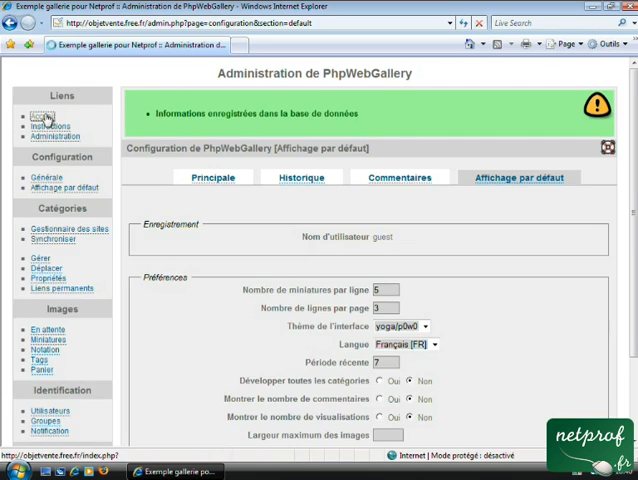 Exemple gallerie pour Netprof → Administration de PhpWebGallery - Windows Internet Explorer
http://objetvente.free.fr/admin.php?page=configuration&section=default
Live Search
Exemple gallerie pour Netprof → Administration d...
Page
Outils
Administration de PhpWebGallery
Liens
Accueil
Instructions
Administration
Configuration
Générale
Affichage par défaut
Catégories
Gestionnaire des sites
Synchroniser
Gérer
Déplacer
Propriétés
Liens permanents
Images
En attente
Miniatures
Notation
Tags
Panier
Identification
Utilisateurs
Groupes
Notification
Informations enregistrées dans la base de données
Configuration de PhpWebGallery [Affichage par défaut]
Principale
Historique
Commentaires
Affichage par défaut
Enregistrement
Nom d'utilisateur guest
Préférences
Nombre de miniatures par ligne 5
Nombre de lignes par page 3
Thème de l'interface yoga/p0w0
Langue Français [FR]
Période récente 7
Développer toutes les catégories Oui Non
Montrer le nombre de commentaires Oui Non
Montrer le nombre de visualisations Oui Non
Largeur maximum des images
http://objetvente.free.fr/index.php?
Internet | Mode protégé : désactivé
Exemple gallerie po...
netprof
.fr